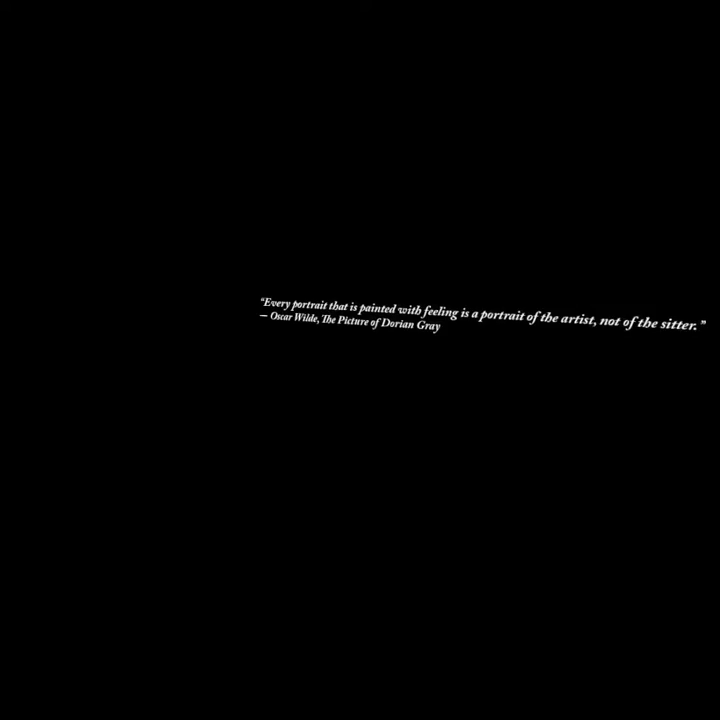 “Every portrait that is painted with feeling is a portrait of the artist, not of the sitter.”
— Oscar Wilde, The Picture of Dorian Gray